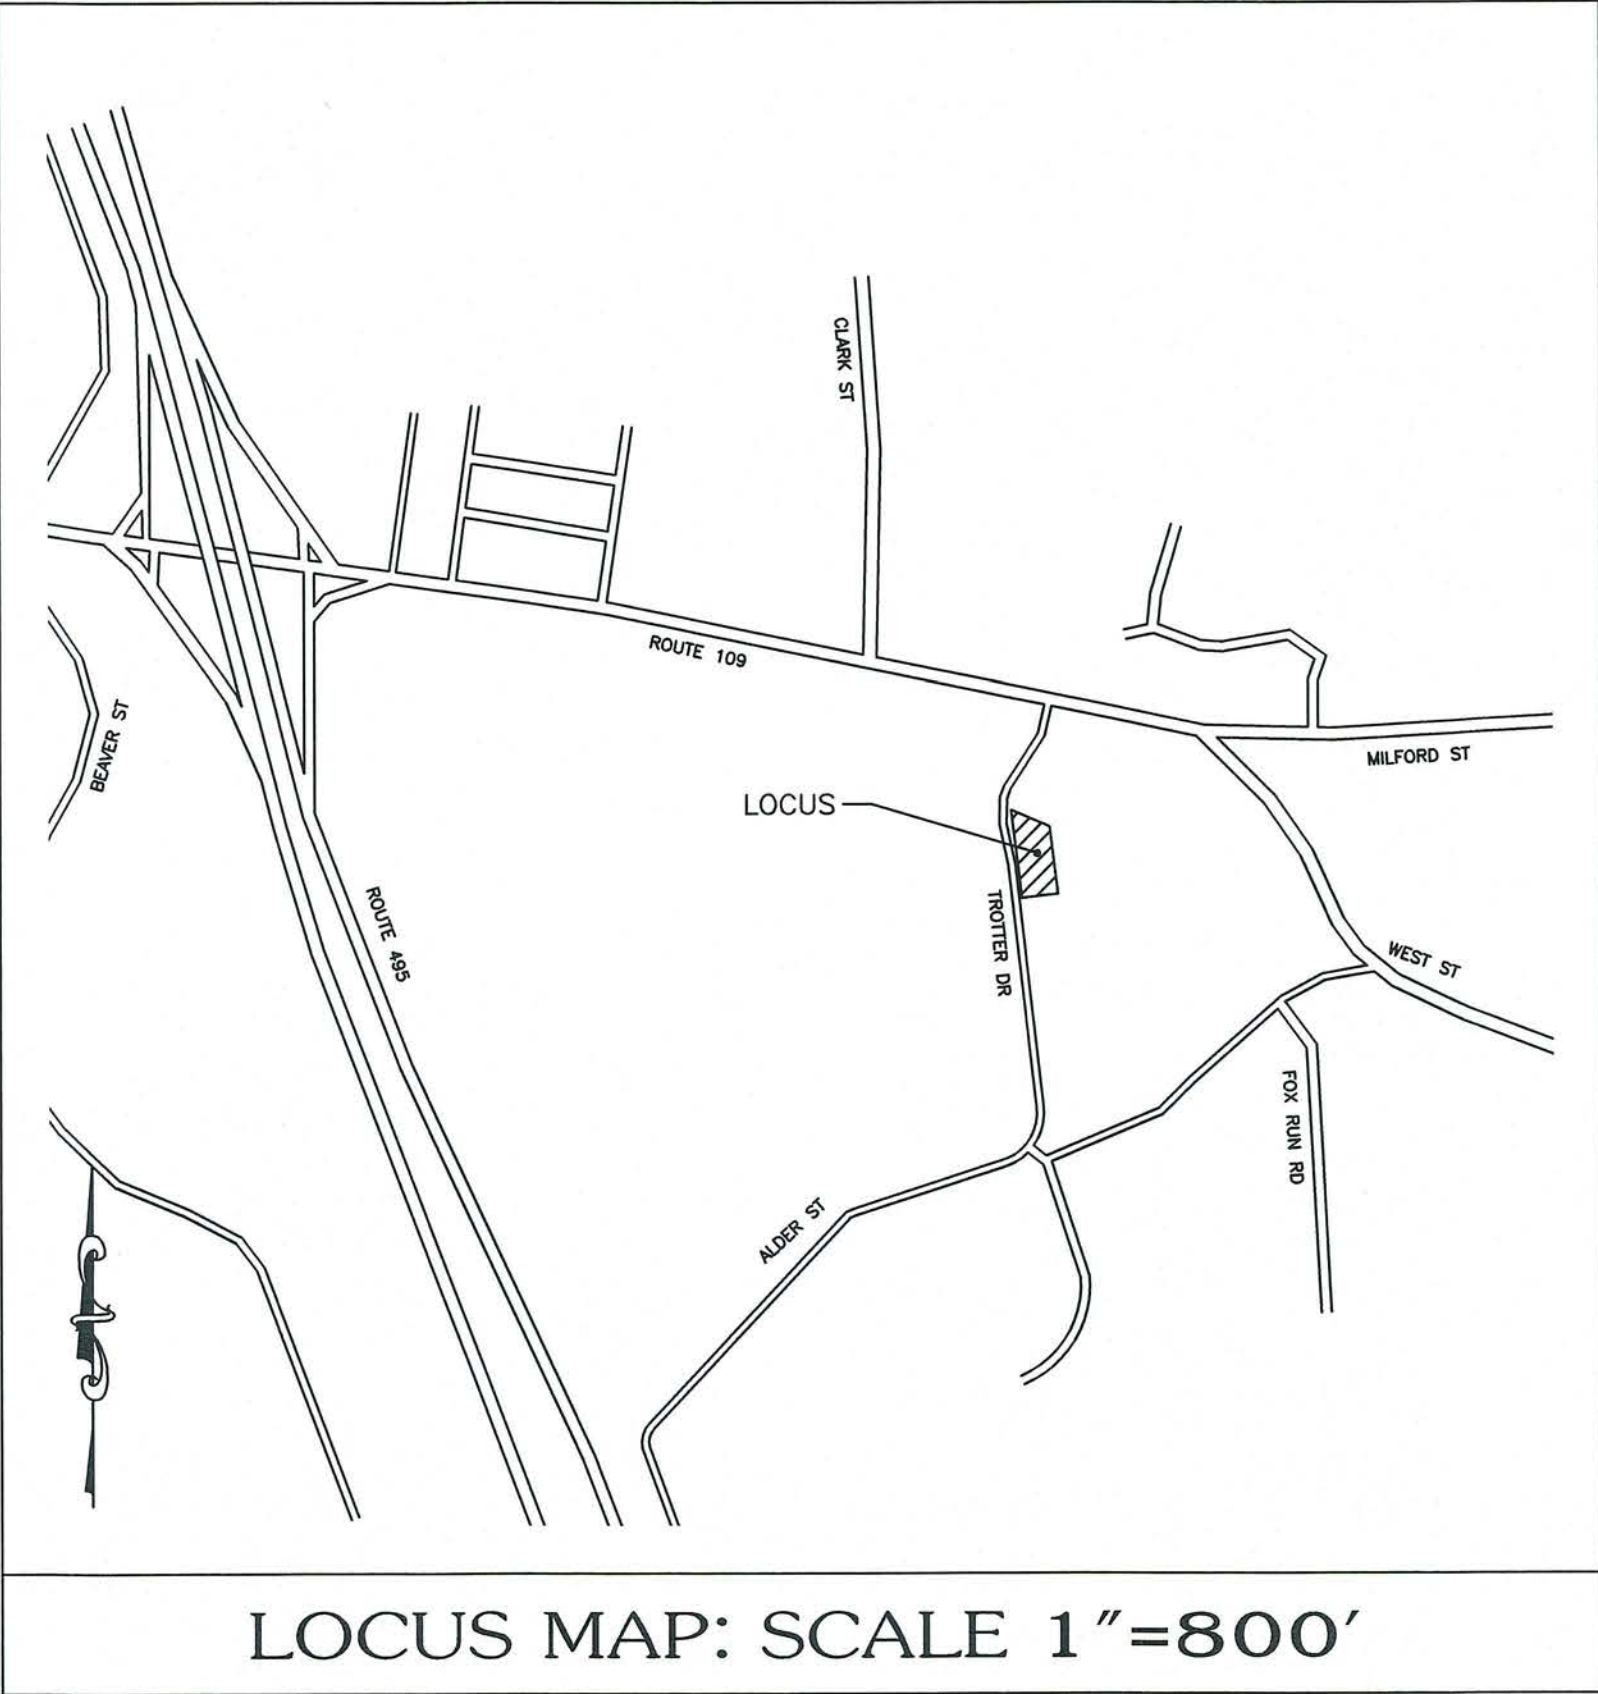 CLARK ST
ROUTE 109
BEAVER ST
MILFORD ST
LOCUS
ROUTE 495
TROTTER DR
WEST ST
FOX RUN RD
ALDER ST
LOCUS MAP: SCALE 1"=800'